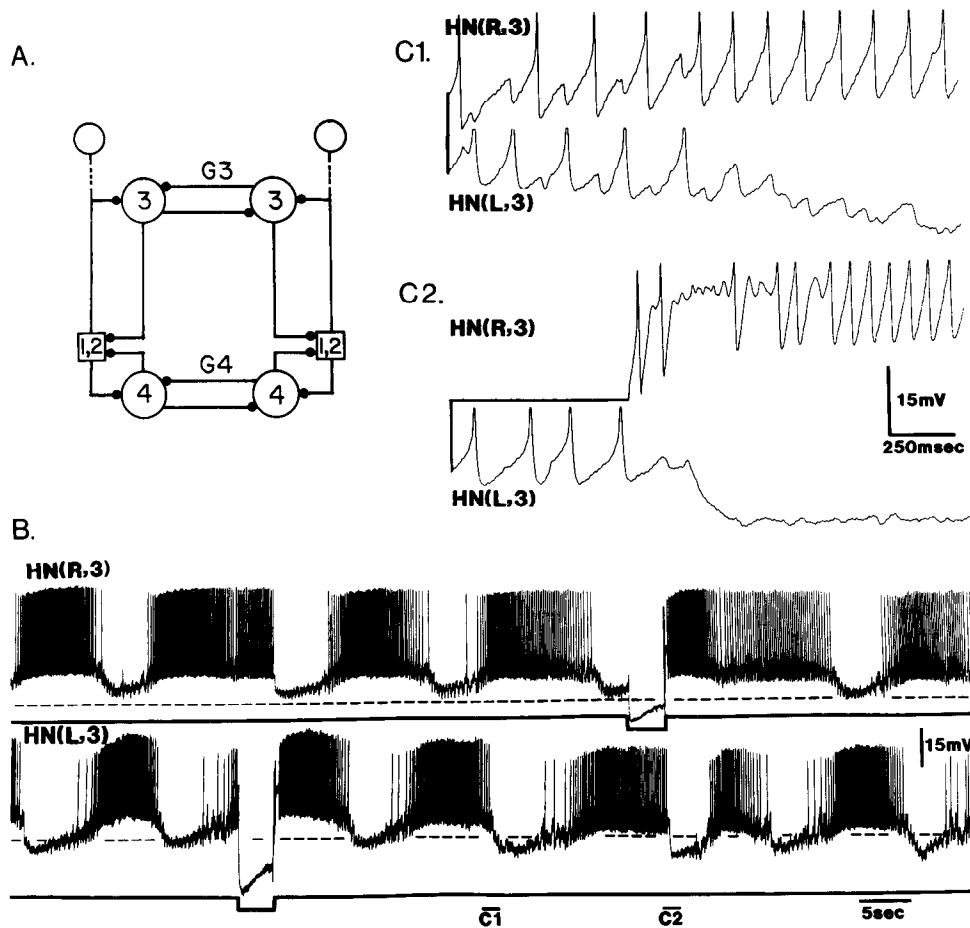 A.
G3
3 3
1,2 1,2
G4
4 4
C1.
HN(R,3)
HN(L,3)
C2.
HN(R,3)
HN(L,3)
15mV
250msec
B.
HN(R,3)
HN(L,3)
15mV
C1 C2
5sec